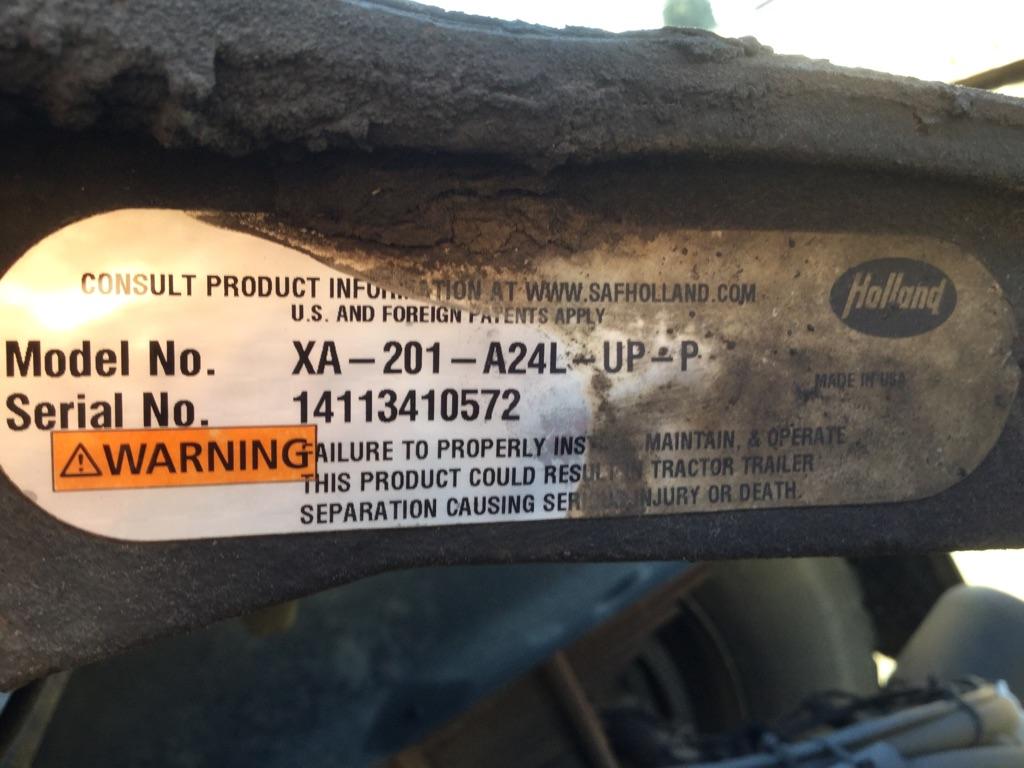 CONSULT PRODUCT INFORMATION AT WWW.SAFHOLLAND.COM
Holland
U.S. AND FOREIGN PATENTS APPLY
Model No. XA-201-A24L-UP-P
MADE IN USA
Serial No. 14113410572
⚠WARNING FAILURE TO PROPERLY INSTALL, MAINTAIN, & OPERATE
THIS PRODUCT COULD RESULT IN TRACTOR TRAILER
SEPARATION CAUSING SERIOUS INJURY OR DEATH.